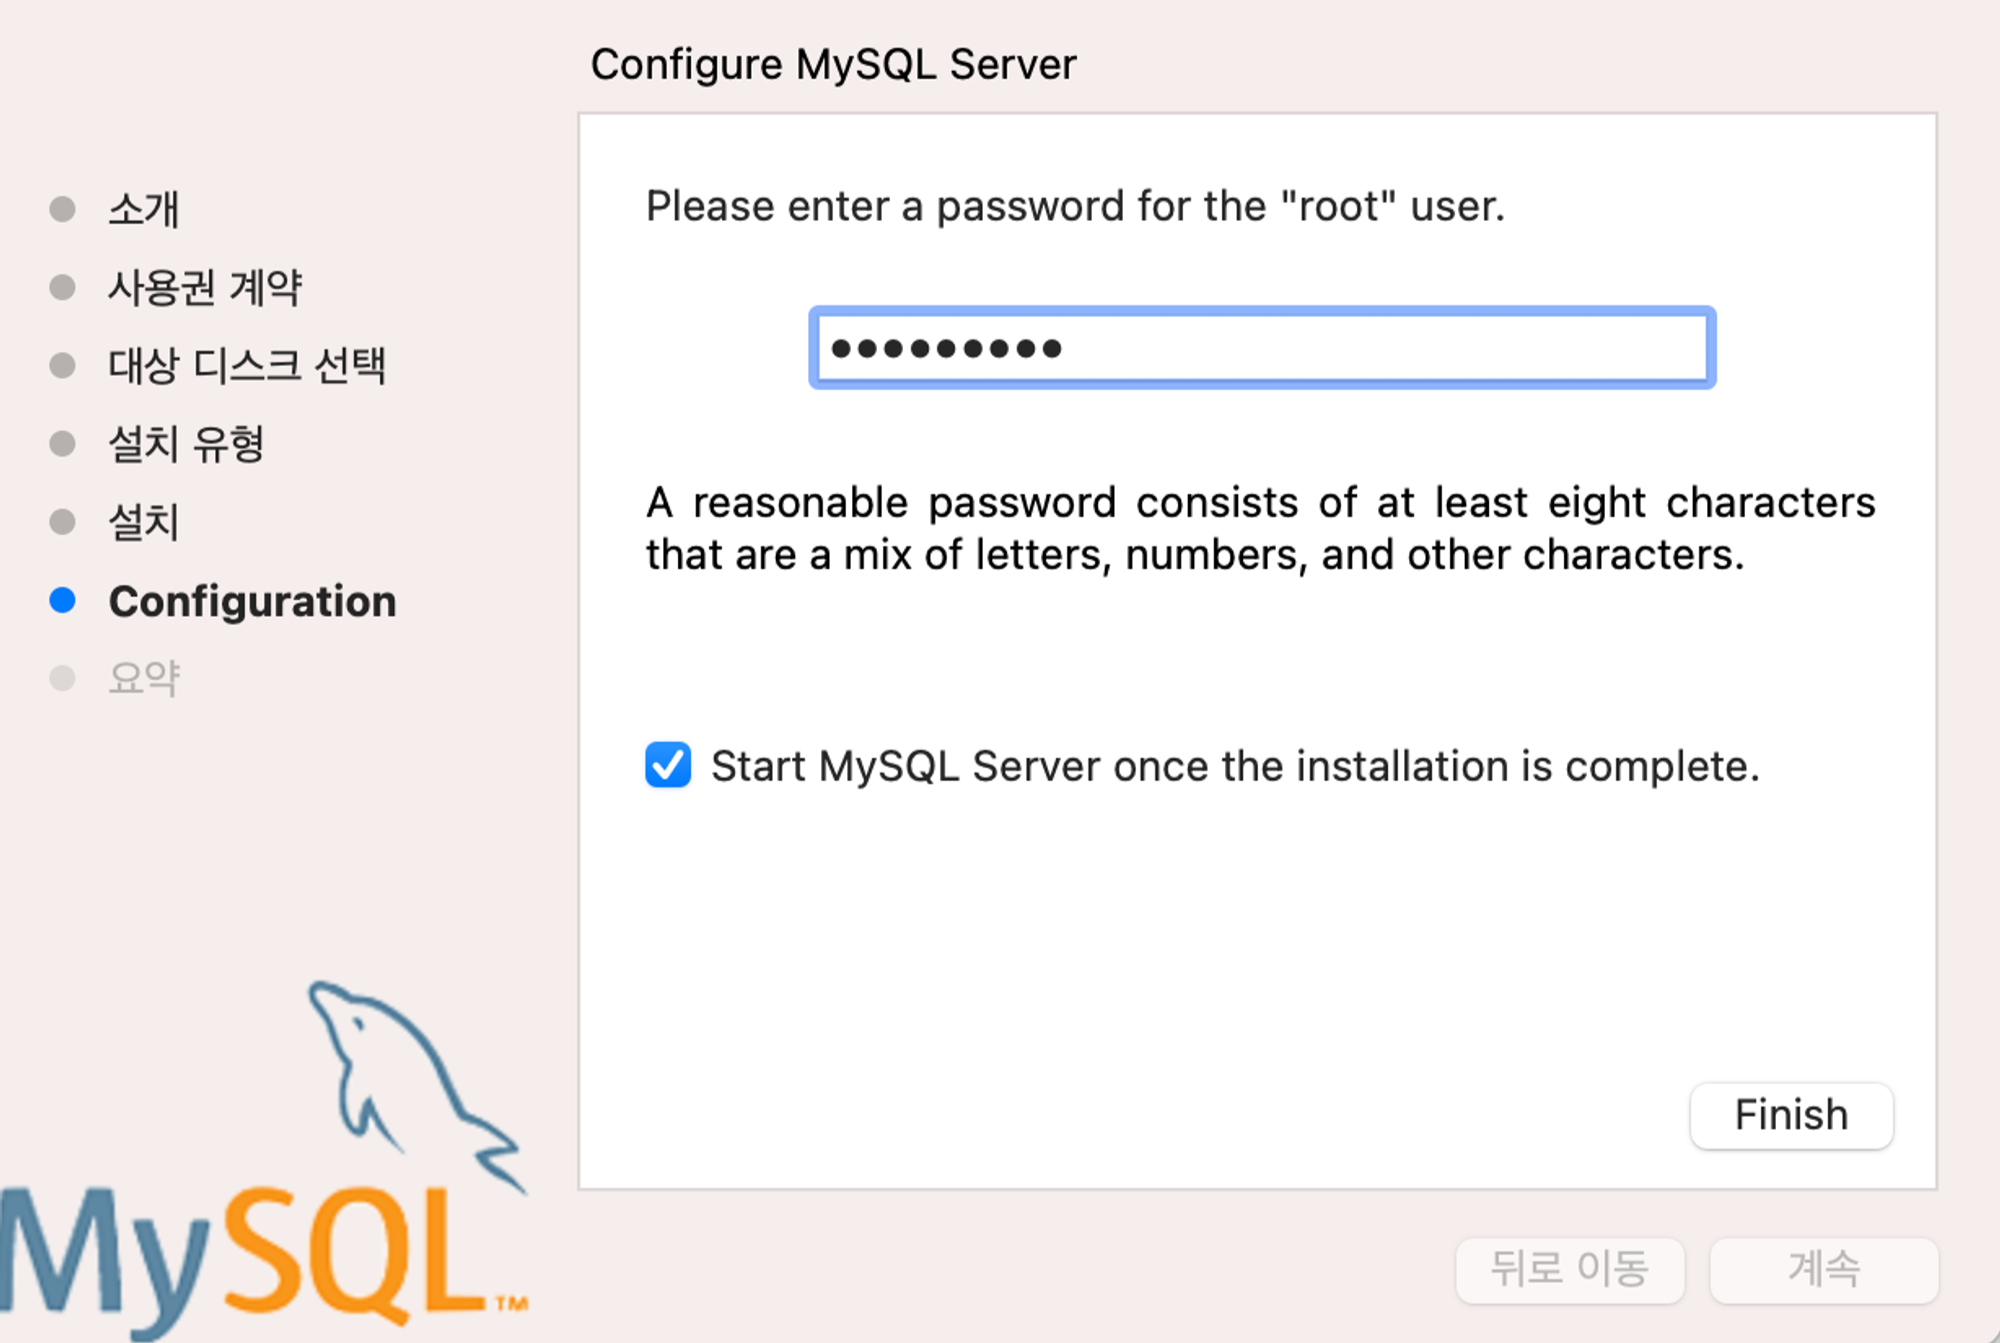 Configure MySQL Server
소개
사용권 계약
대상 디스크 선택
설치 유형
설치
Configuration
요약
Please enter a password for the "root" user.
A reasonable password consists of at least eight characters
that are a mix of letters, numbers, and other characters.
Start MySQL Server once the installation is complete.
Finish
MySQL™
뒤로 이동
계속